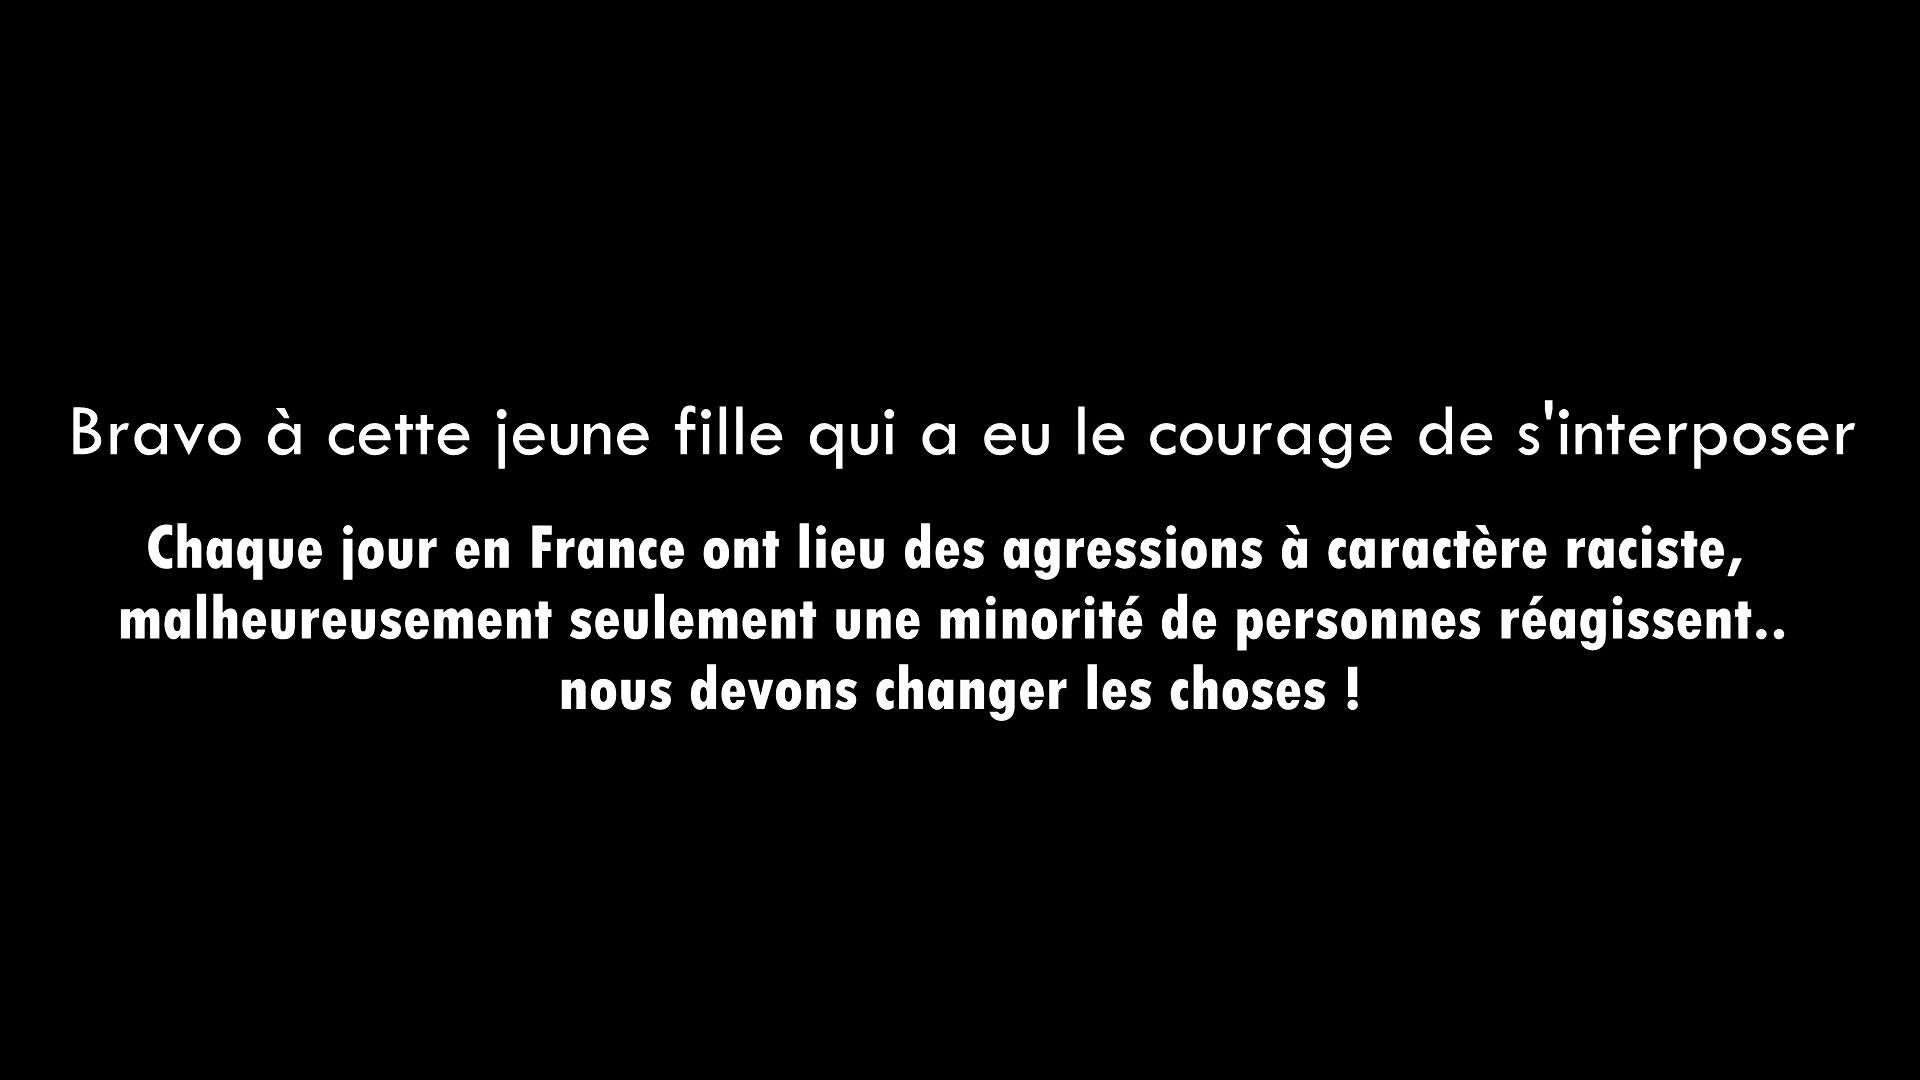 Bravo à cette jeune fille qui a eu le courage de s'interposer
Chaque jour en France ont lieu des agressions à caractère raciste,
malheureusement seulement une minorité de personnes réagissent..
nous devons changer les choses !